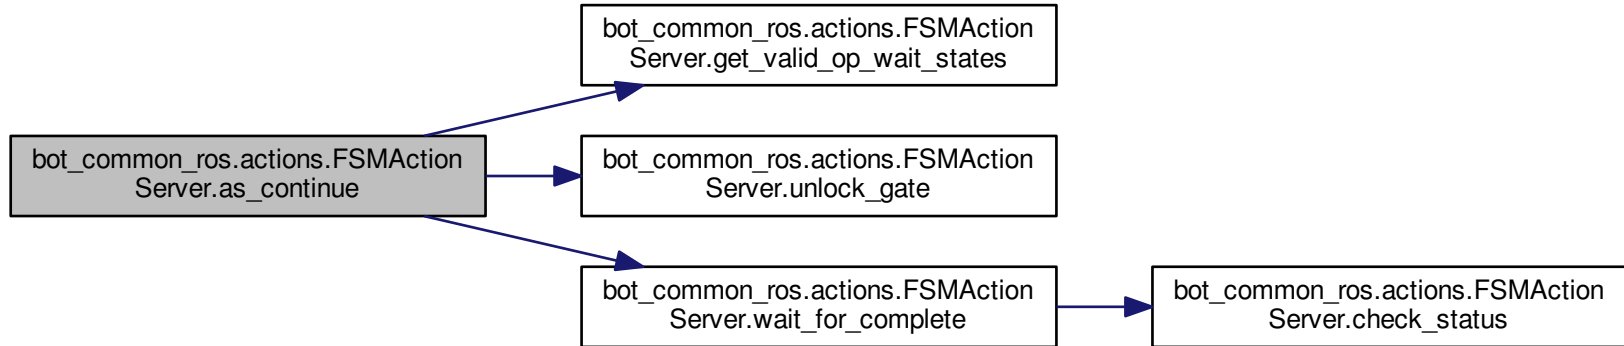 bot_common_ros.actions.FSMAction
Server.get_valid_op_wait_states
bot_common_ros.actions.FSMAction
Server.as_continue
bot_common_ros.actions.FSMAction
Server.unlock_gate
bot_common_ros.actions.FSMAction
Server.wait_for_complete
bot_common_ros.actions.FSMAction
Server.check_status